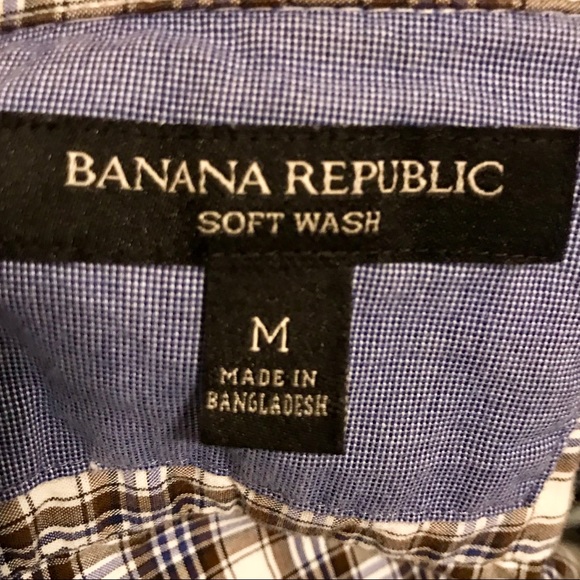 BANANA REPUBLIC
SOFT WASH
M
MADE IN
BANGLADESH